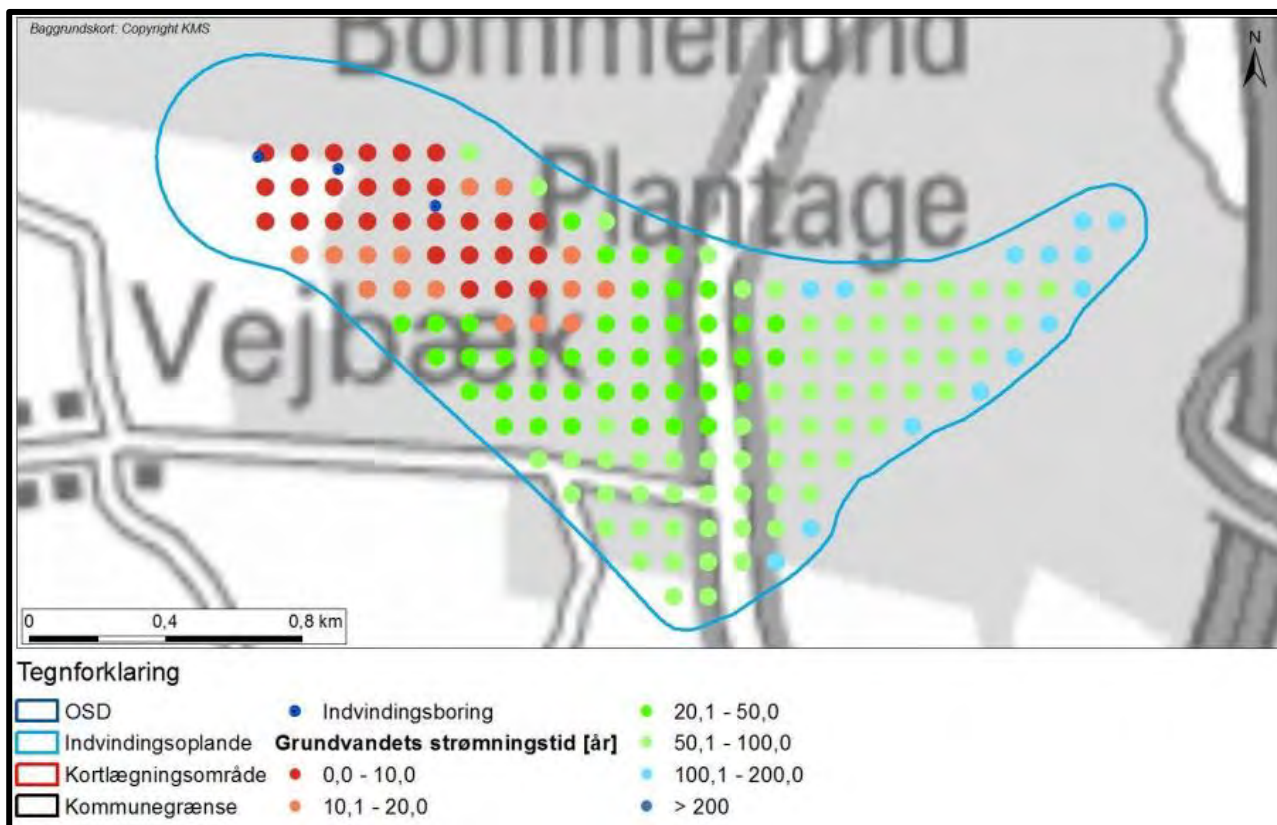 Baggrundskort: Copyright KMS
Bommerlund
N
Plantage
Vejbæk
0 0,4 0,8 km
Tegnforklaring
OSD
Indvindingsoplande
Kortlægningsområde
Kommunegrænse
Indvindingsboring
Grundvandets strømningstid [år]
0,0 - 10,0
10,1 - 20,0
20,1 - 50,0
50,1 - 100,0
100,1 - 200,0
> 200